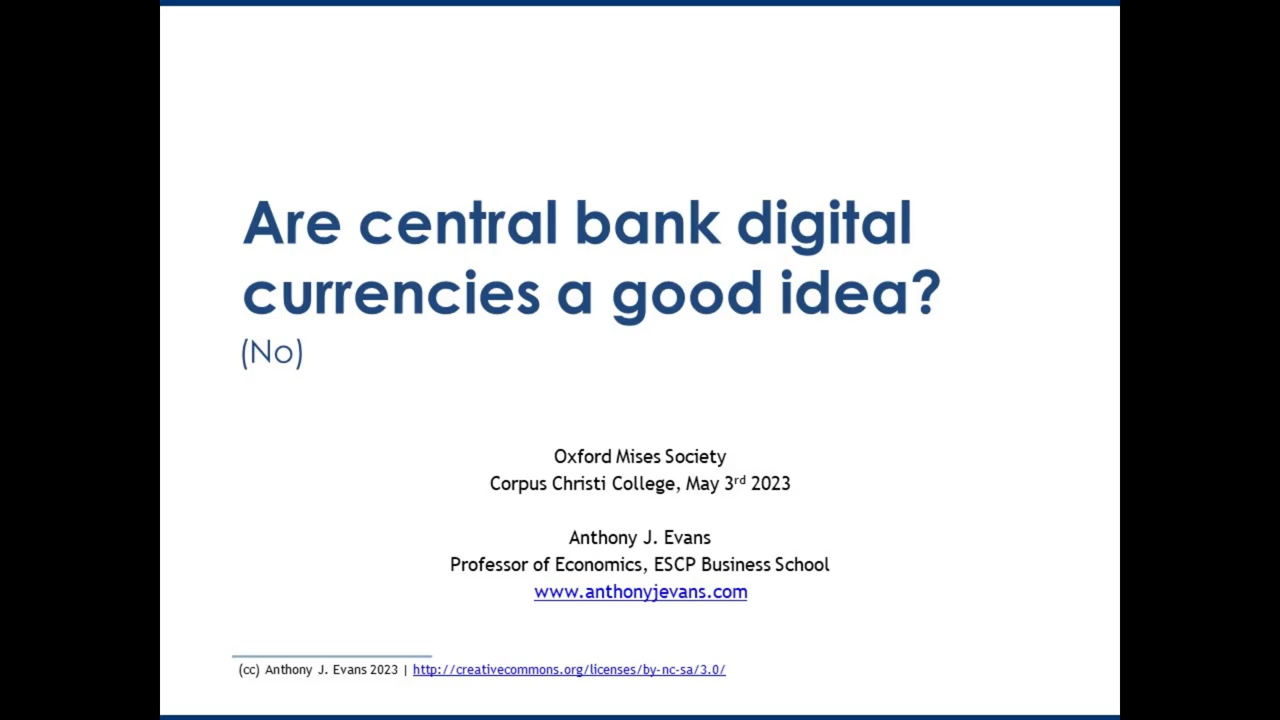 Are central bank digital
currencies a good idea?
(No)
Oxford Mises Society
Corpus Christi College, May 3rd 2023
Anthony J. Evans
Professor of Economics, ESCP Business School
www.anthonyjevans.com
(cc) Anthony J. Evans 2023 | http://creativecommons.org/licenses/by-nc-sa/3.0/